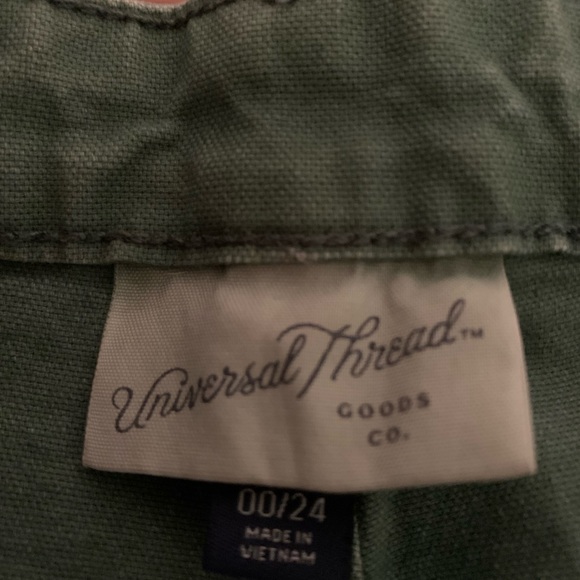 Universal Thread™
GOODS
CO.
00/24
MADE IN
VIETNAM